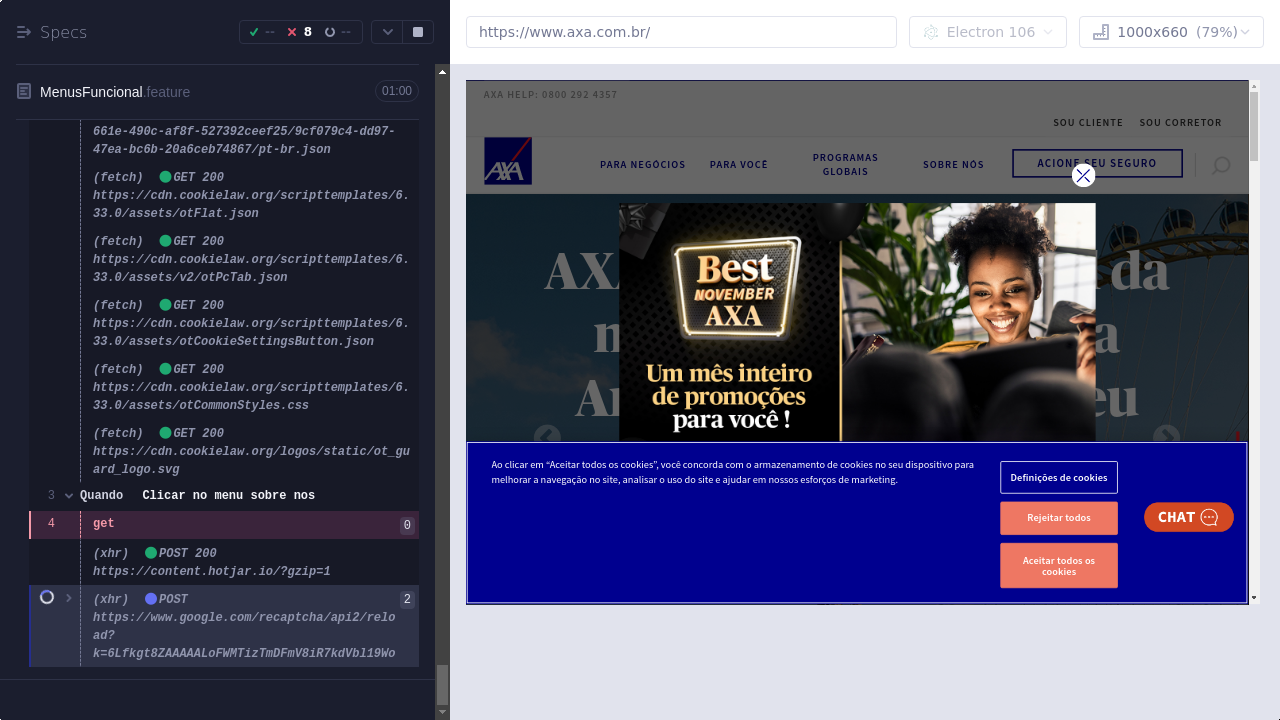 Specs
--
8
--
https://www.axa.com.br/
Electron 106
1000x660 (79%)
MenusFuncional.feature
01:00
661e-490c-af8f-527392ceef25/9cf079c4-dd97-
47ea-bc6b-20a6ceb74867/pt-br.json
(fetch) GET 200
https://cdn.cookielaw.org/scripttemplates/6.
33.0/assets/otFlat.json
(fetch) GET 200
https://cdn.cookielaw.org/scripttemplates/6.
33.0/assets/v2/otPcTab.json
(fetch) GET 200
https://cdn.cookielaw.org/scripttemplates/6.
33.0/assets/otCookieSettingsButton.json
(fetch) GET 200
https://cdn.cookielaw.org/scripttemplates/6.
33.0/assets/otCommonStyles.css
(fetch) GET 200
https://cdn.cookielaw.org/logos/static/ot_gu
ard_logo.svg
3 Quando Clicar no menu sobre nos
4 get 0
(xhr) POST 200
https://content.hotjar.io/?gzip=1
(xhr) POST 2
https://www.google.com/recaptcha/api2/relo
ad?
k=6Lfkgt8ZAAAAALoFWMTizTmDFmV8iR7kdVbl19Wo
AXA HELP: 0800 292 4357
SOU CLIENTE SOU CORRETOR
AXA
PARA NEGÓCIOS
PARA VOCÊ
PROGRAMAS
GLOBAIS
SOBRE NÓS
ACIONE SEU SEGURO
AX
da
a
eu
Best
NOVEMBER
AXA
Um mês inteiro
de promoções
para você !
Ao clicar em “Aceitar todos os cookies”, você concorda com o armazenamento de cookies no seu dispositivo para
melhorar a navegação no site, analisar o uso do site e ajudar em nossos esforços de marketing.
Definições de cookies
Rejeitar todos
Aceitar todos os
cookies
CHAT